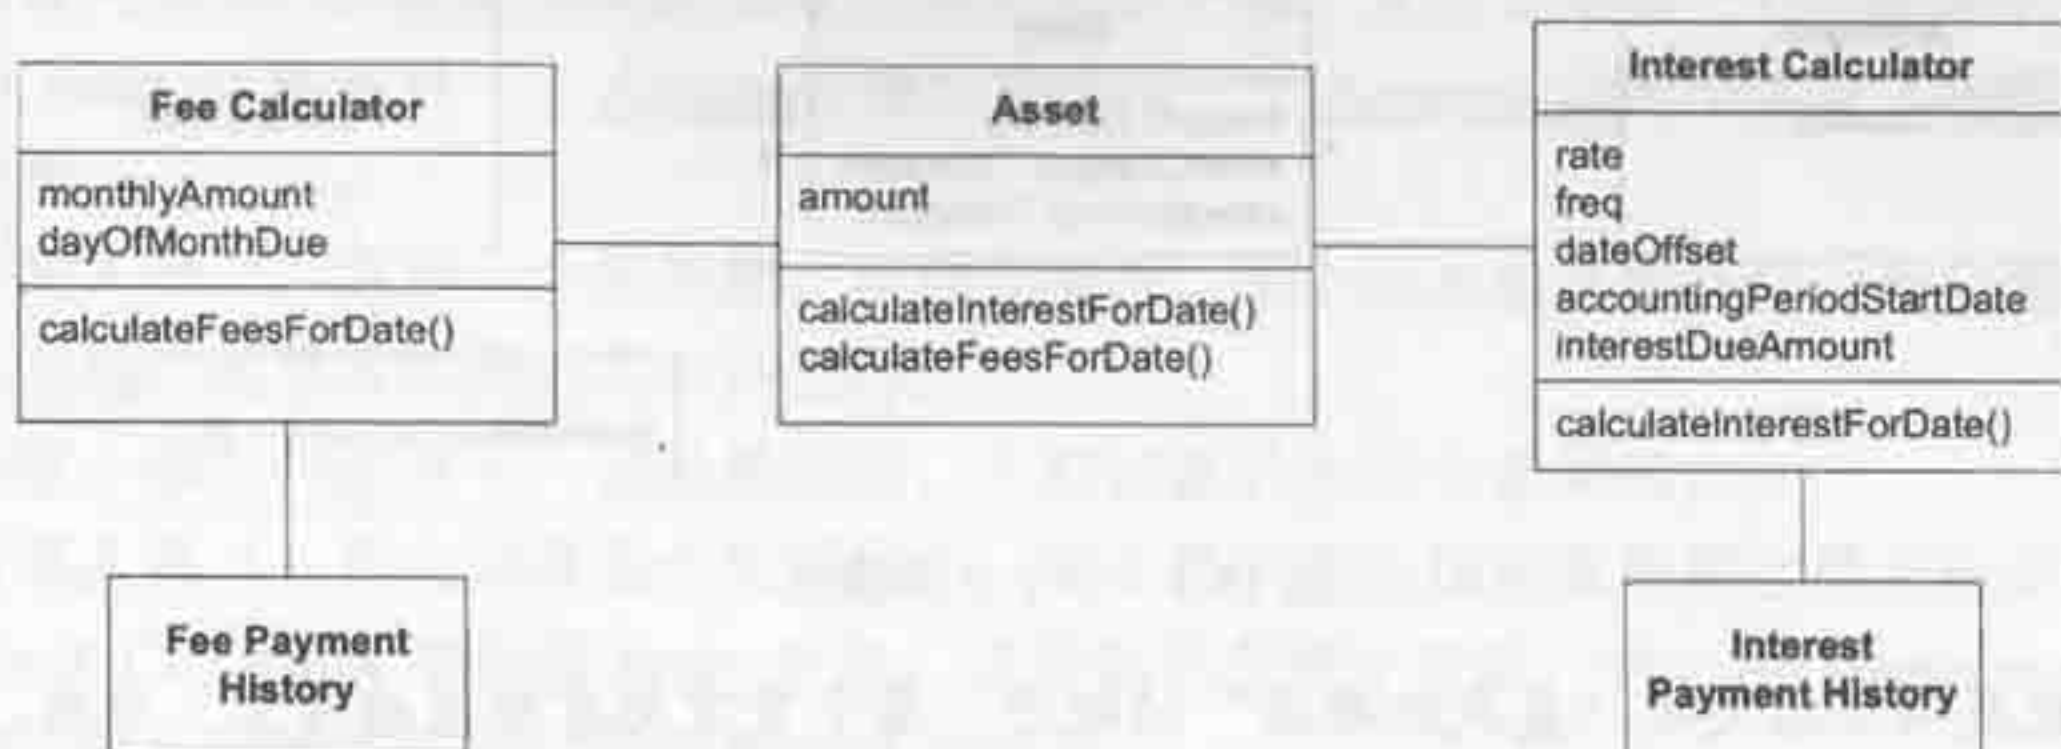 Fee Calculator
monthlyAmount
dayOfMonthDue
calculateFeesForDate()
Asset
amount
calculateInterestForDate()
calculateFeesForDate()
Interest Calculator
rate
freq
dateOffset
accountingPeriodStartDate
interestDueAmount
calculateInterestForDate()
Fee Payment
History
Interest
Payment History